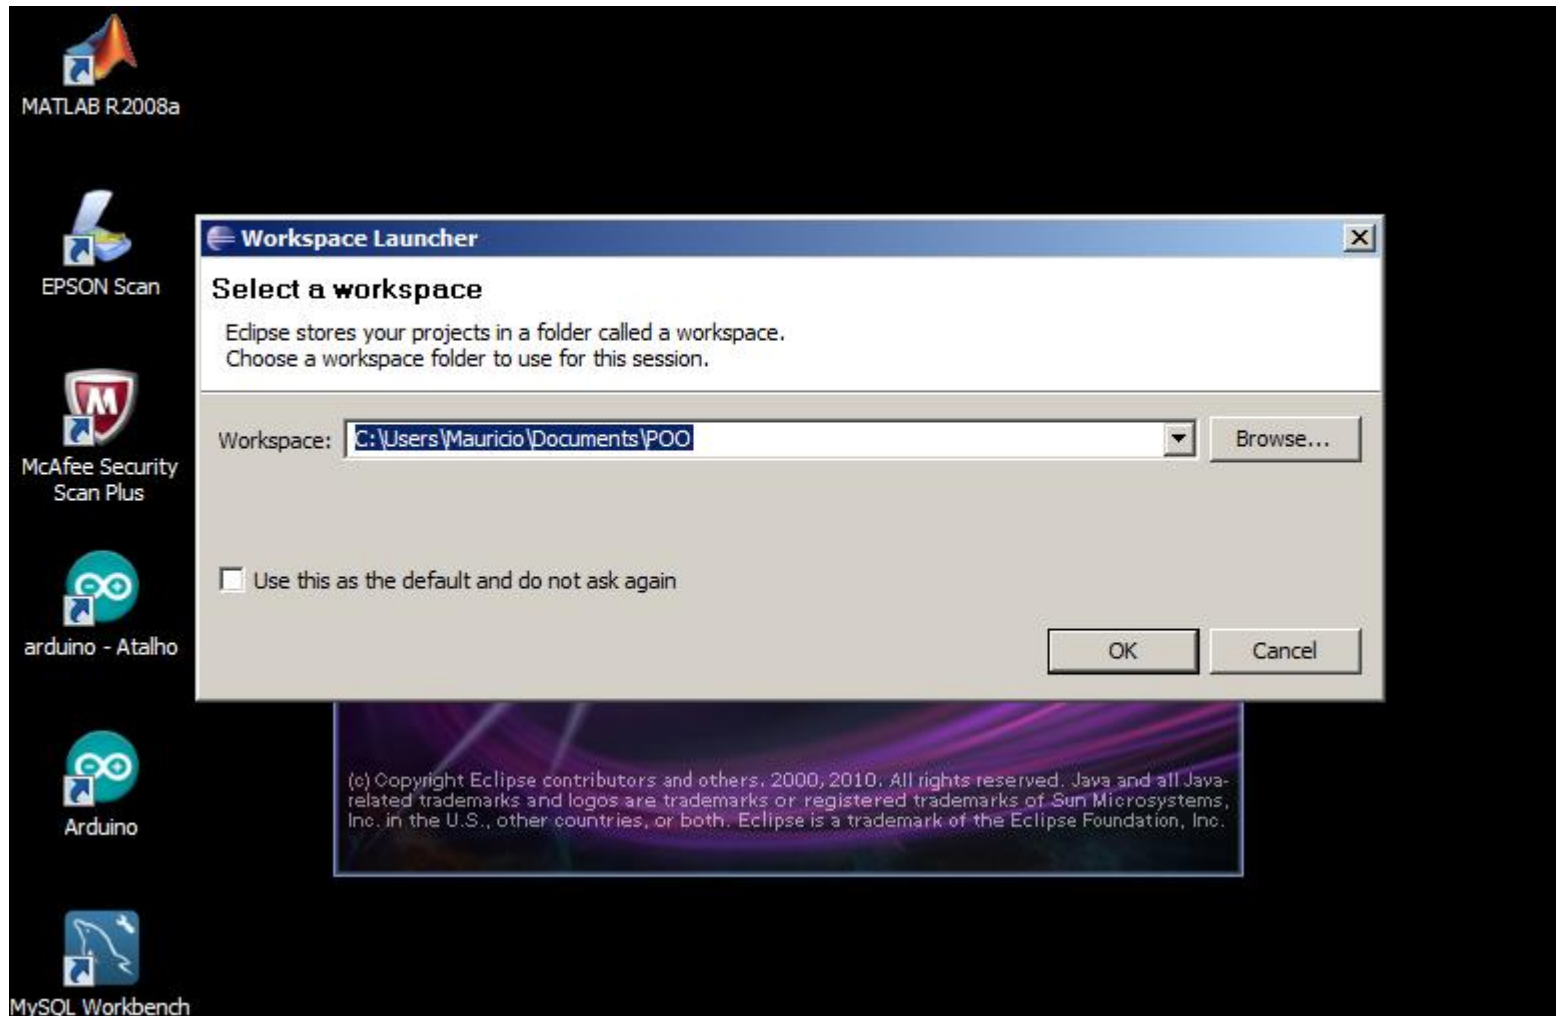 MATLAB R2008a
EPSON Scan
McAfee Security
Scan Plus
arduino - Atalho
Arduino
MySQL Workbench
Workspace Launcher
Select a workspace
Eclipse stores your projects in a folder called a workspace.
Choose a workspace folder to use for this session.
Workspace: C:\Users\Mauricio\Documents\POO Browse...
Use this as the default and do not ask again
OK Cancel
(c) Copyright Eclipse contributors and others. 2000, 2010. All rights reserved. Java and all Java-
related trademarks and logos are trademarks or registered trademarks of Sun Microsystems,
Inc. in the U.S., other countries, or both. Eclipse is a trademark of the Eclipse Foundation, Inc.